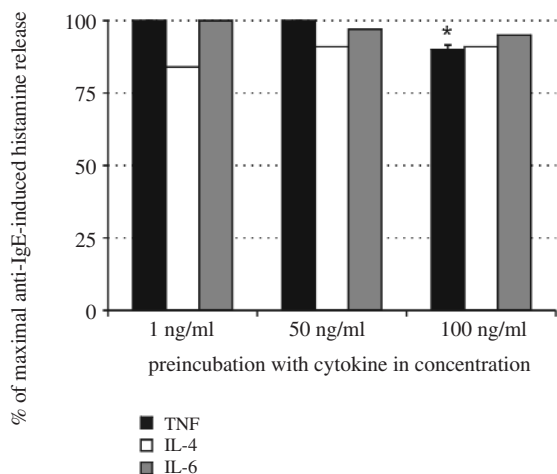 % of maximal anti-IgE-induced histamine release
100
75
50
25
0
*
1 ng/ml 50 ng/ml 100 ng/ml
preincubation with cytokine in concentration
TNF
IL-4
IL-6